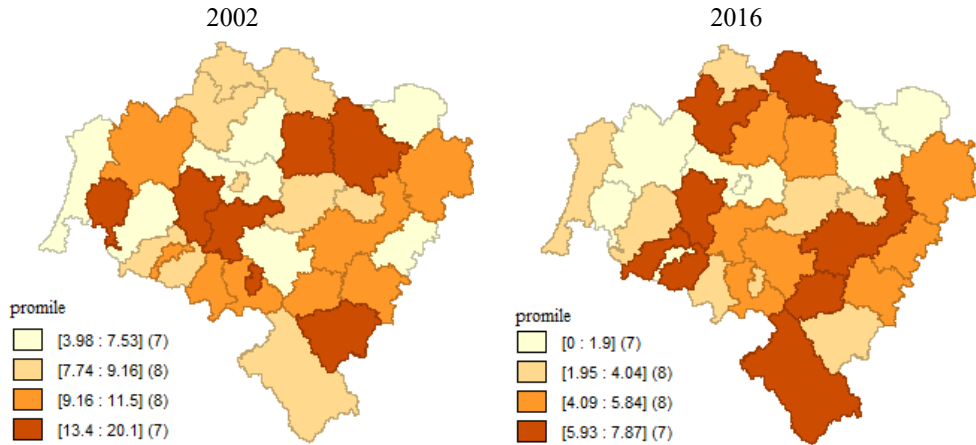 2002
2016
promile
[3.98 : 7.53] (7)
[7.74 : 9.16] (8)
[9.16 : 11.5] (8)
[13.4 : 20.1] (7)
promile
[0 : 1.9] (7)
[1.95 : 4.04] (8)
[4.09 : 5.84] (8)
[5.93 : 7.87] (7)